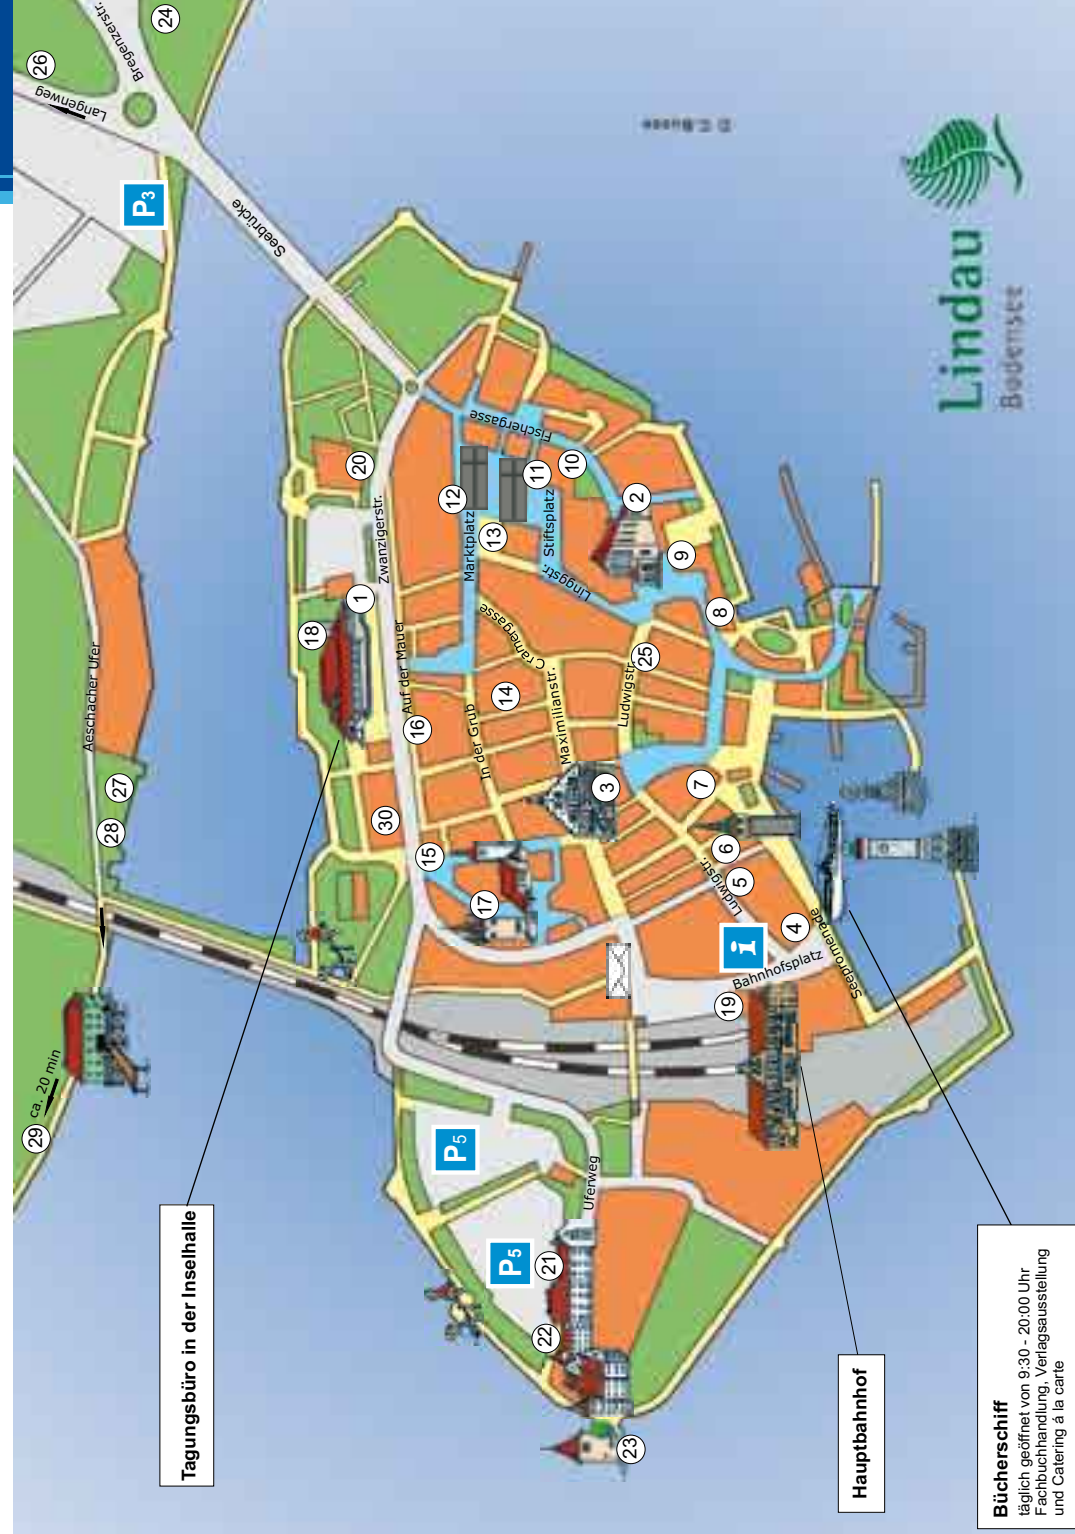 26
Langenweg
Bregenzerstr.
24
P3
Seebrücke
Aeschacher Ufer
27
28
29 ca. 20 min
20
Zwanzigerstr.
1
18
Auf der Mauer
16
30
15
17
12
Marktplatz
11
13
10
Fischergasse
Stiftsplatz
Linggstr.
2
9
8
25
Ludwigstr.
Cramergasse
14
In der Grub
Maximilianstr.
3
7
6
5
Ludwigstr.
4
i
Bahnhofsplatz
Seepromenade
19
P5
P5
Uferweg
21
22
23
Lindau
Bodensee
Tagungsbüro in der Inselhalle
Hauptbahnhof
Bücherschiff
täglich geöffnet von 9:30 - 20:00 Uhr
Fachbuchhandlung, Verlagsausstellung
und Catering á la carte